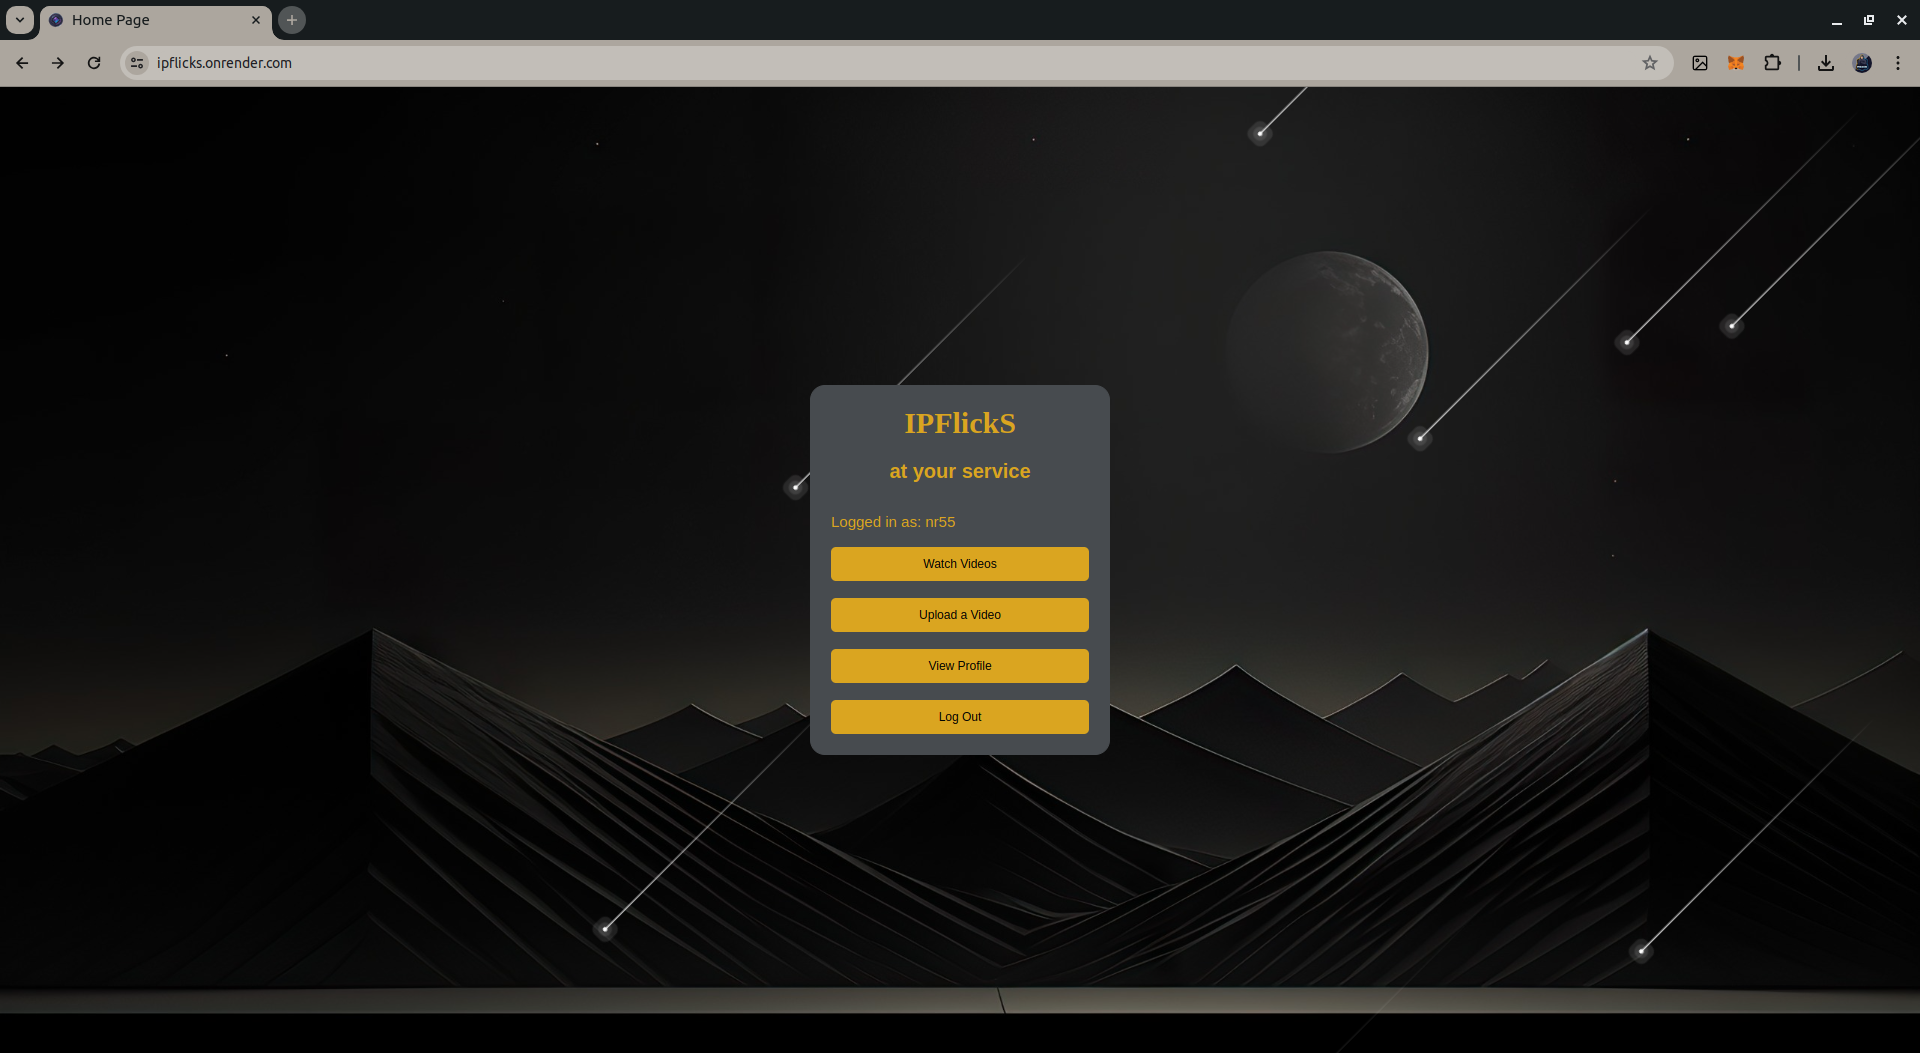 Home Page
ipflicks.onrender.com
IPFlickS
at your service
Logged in as: nr55
Watch Videos
Upload a Video
View Profile
Log Out